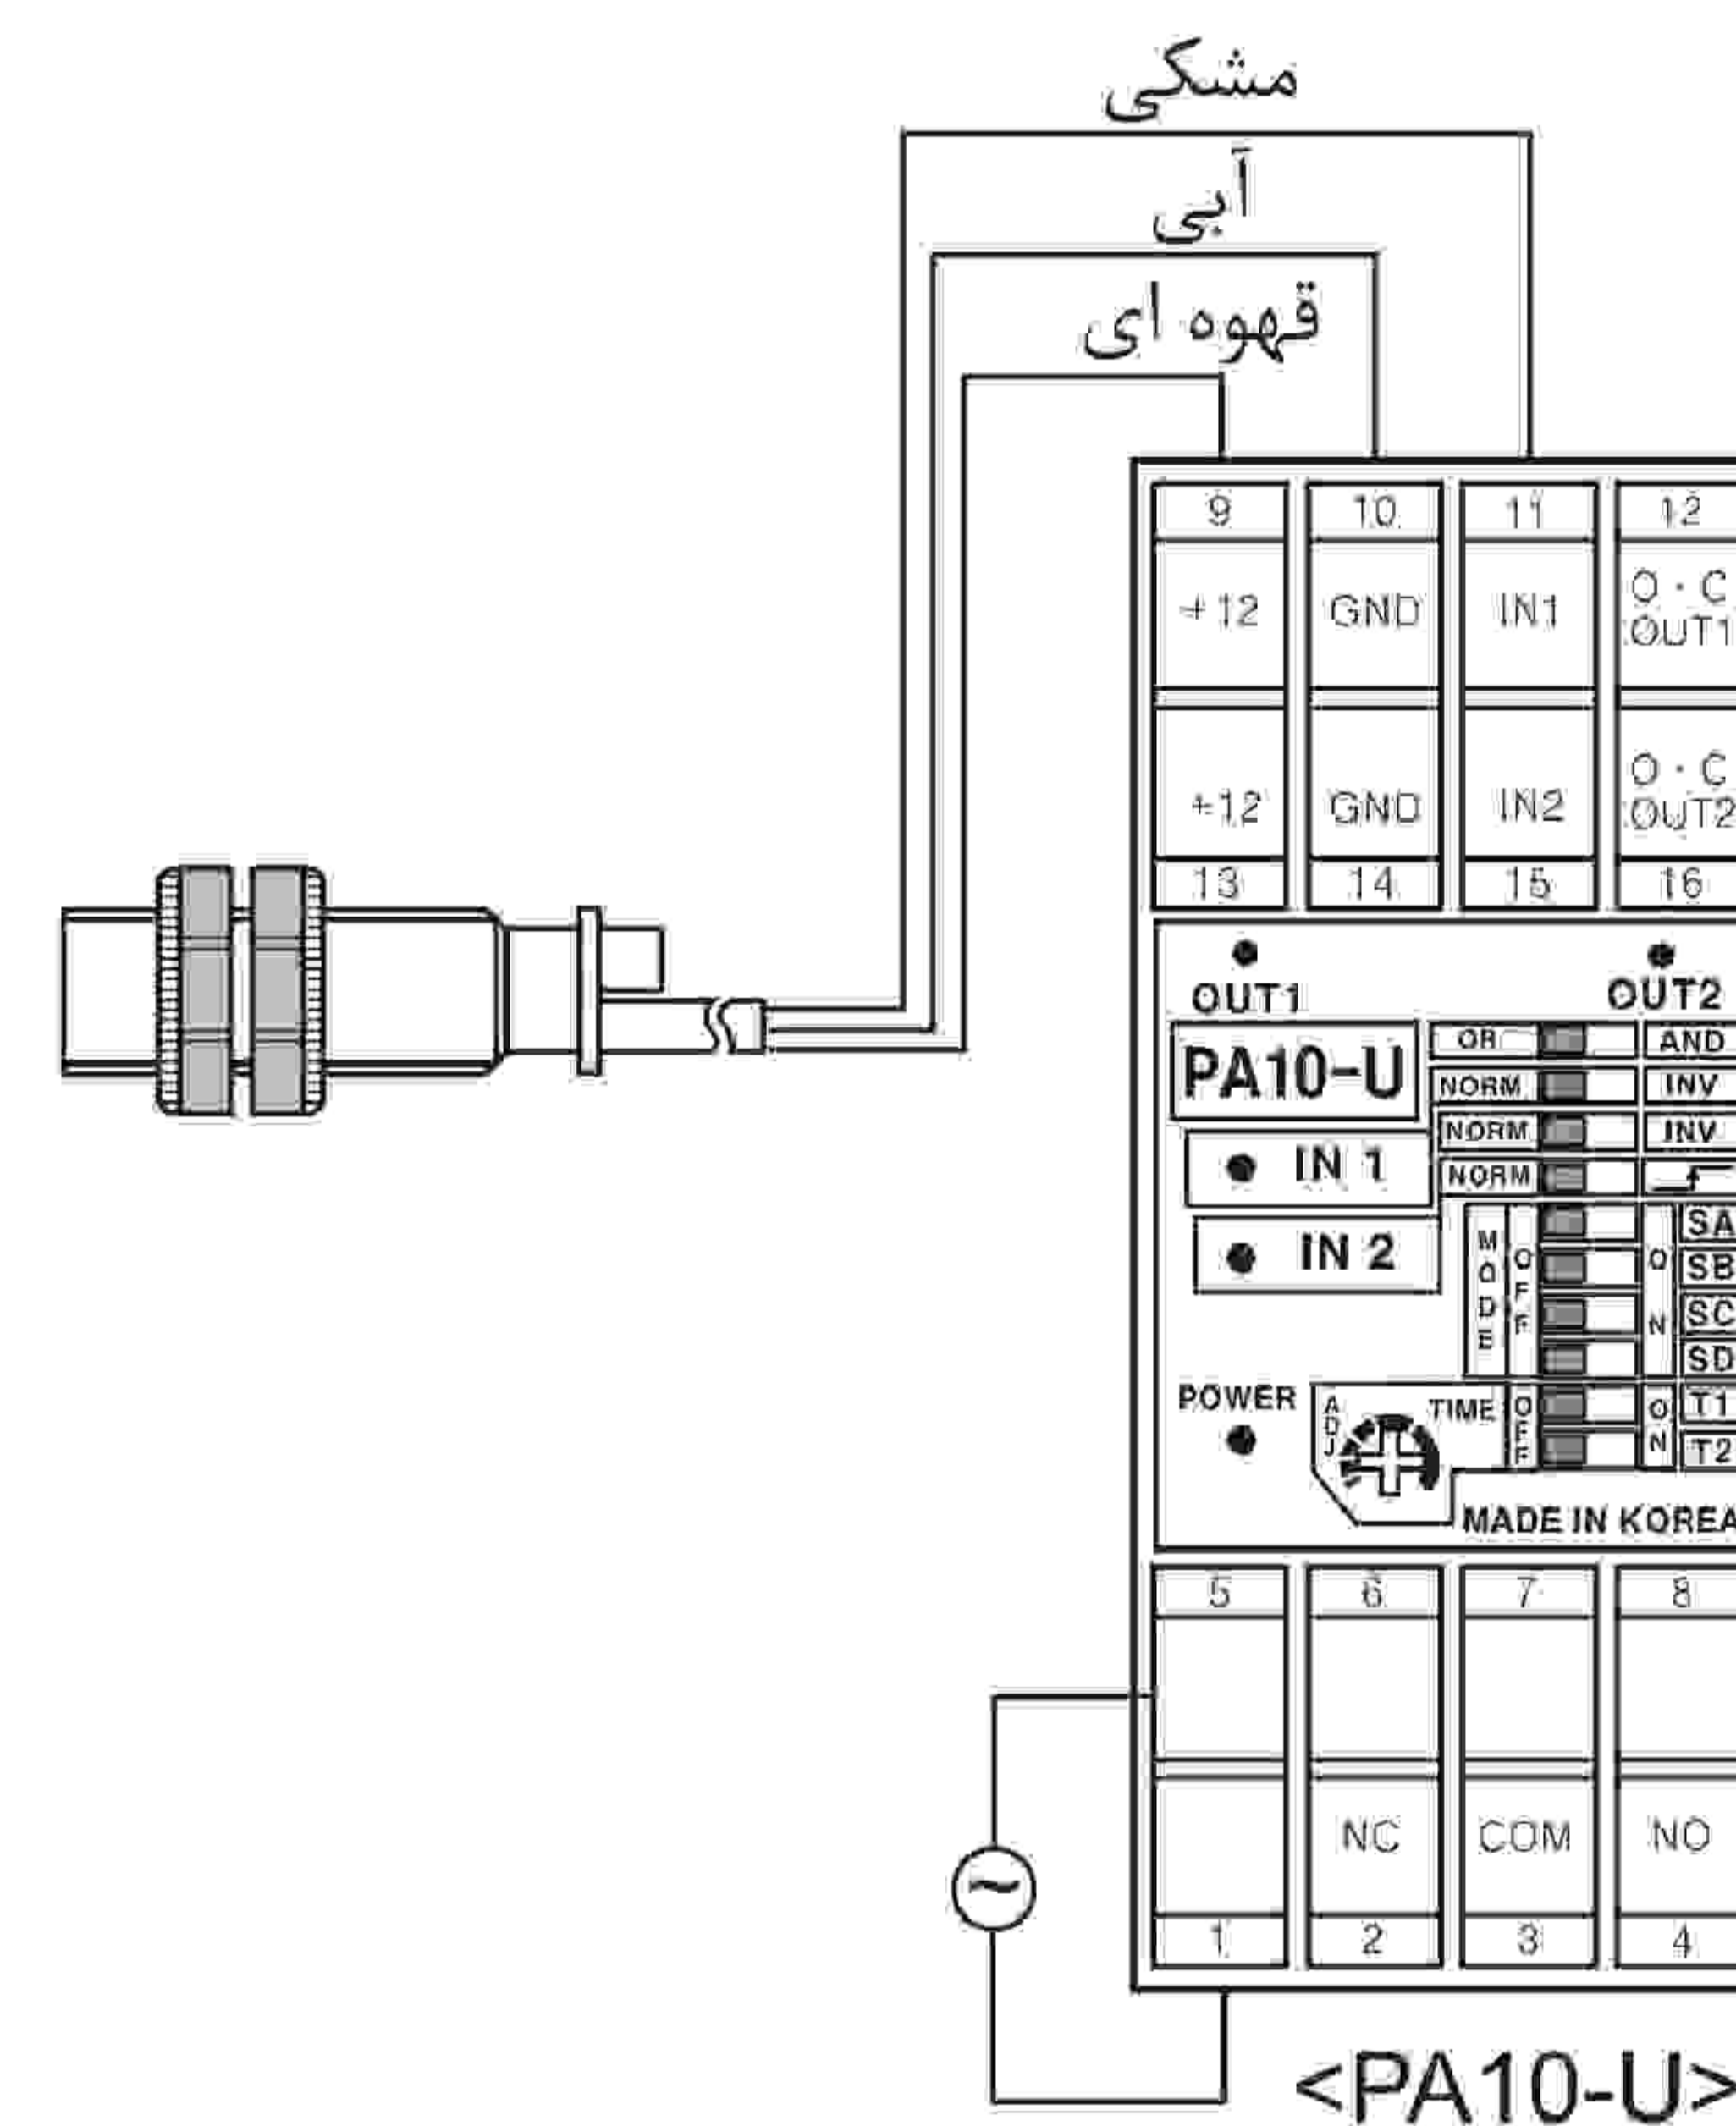 مشکی
آبی
قهوه ای
9 10 11 12
+12 GND IN1 O·C OUT1
+12 GND IN2 O·C OUT2
13 14 15 16
OUT1 OUT2
PA10-U
OR AND
NORM INV
NORM INV
NORM
IN 1
IN 2
MODE OFF ON SA
SB
SC
SD
POWER
ADJ TIME OFF ON T1
T2
MADE IN KOREA
5 6 7 8
NC COM NO
1 2 3 4
~
<PA10-U>